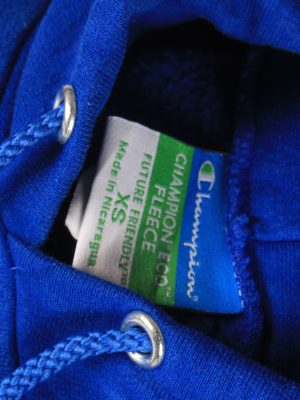 Champion
CHAMPION ECO™
FLEECE
FUTURE FRIENDLY™
XS
Made in Nicaragua